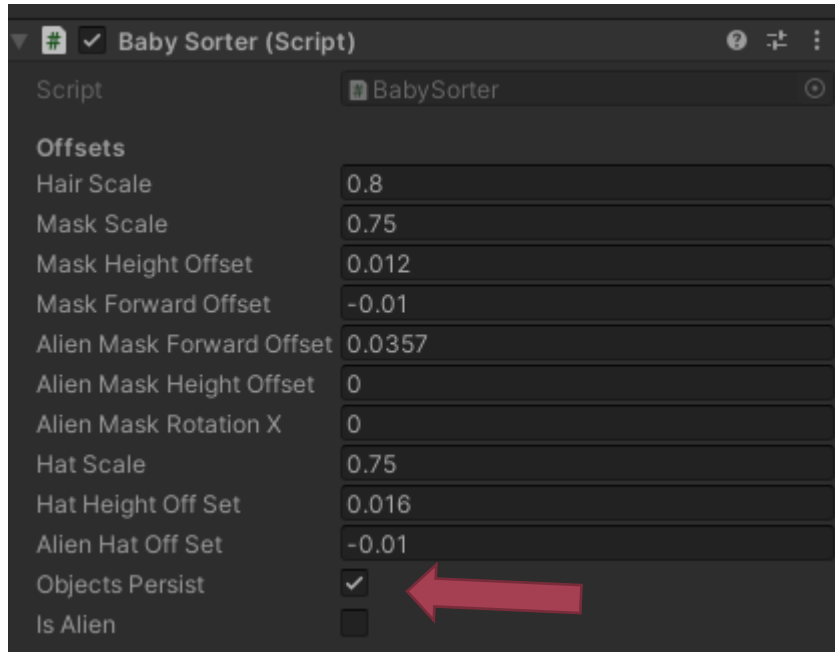 # Baby Sorter (Script)
Script # BabySorter
Offsets
Hair Scale 0.8
Mask Scale 0.75
Mask Height Offset 0.012
Mask Forward Offset -0.01
Alien Mask Forward Offset 0.0357
Alien Mask Height Offset 0
Alien Mask Rotation X 0
Hat Scale 0.75
Hat Height Off Set 0.016
Alien Hat Off Set -0.01
Objects Persist
Is Alien